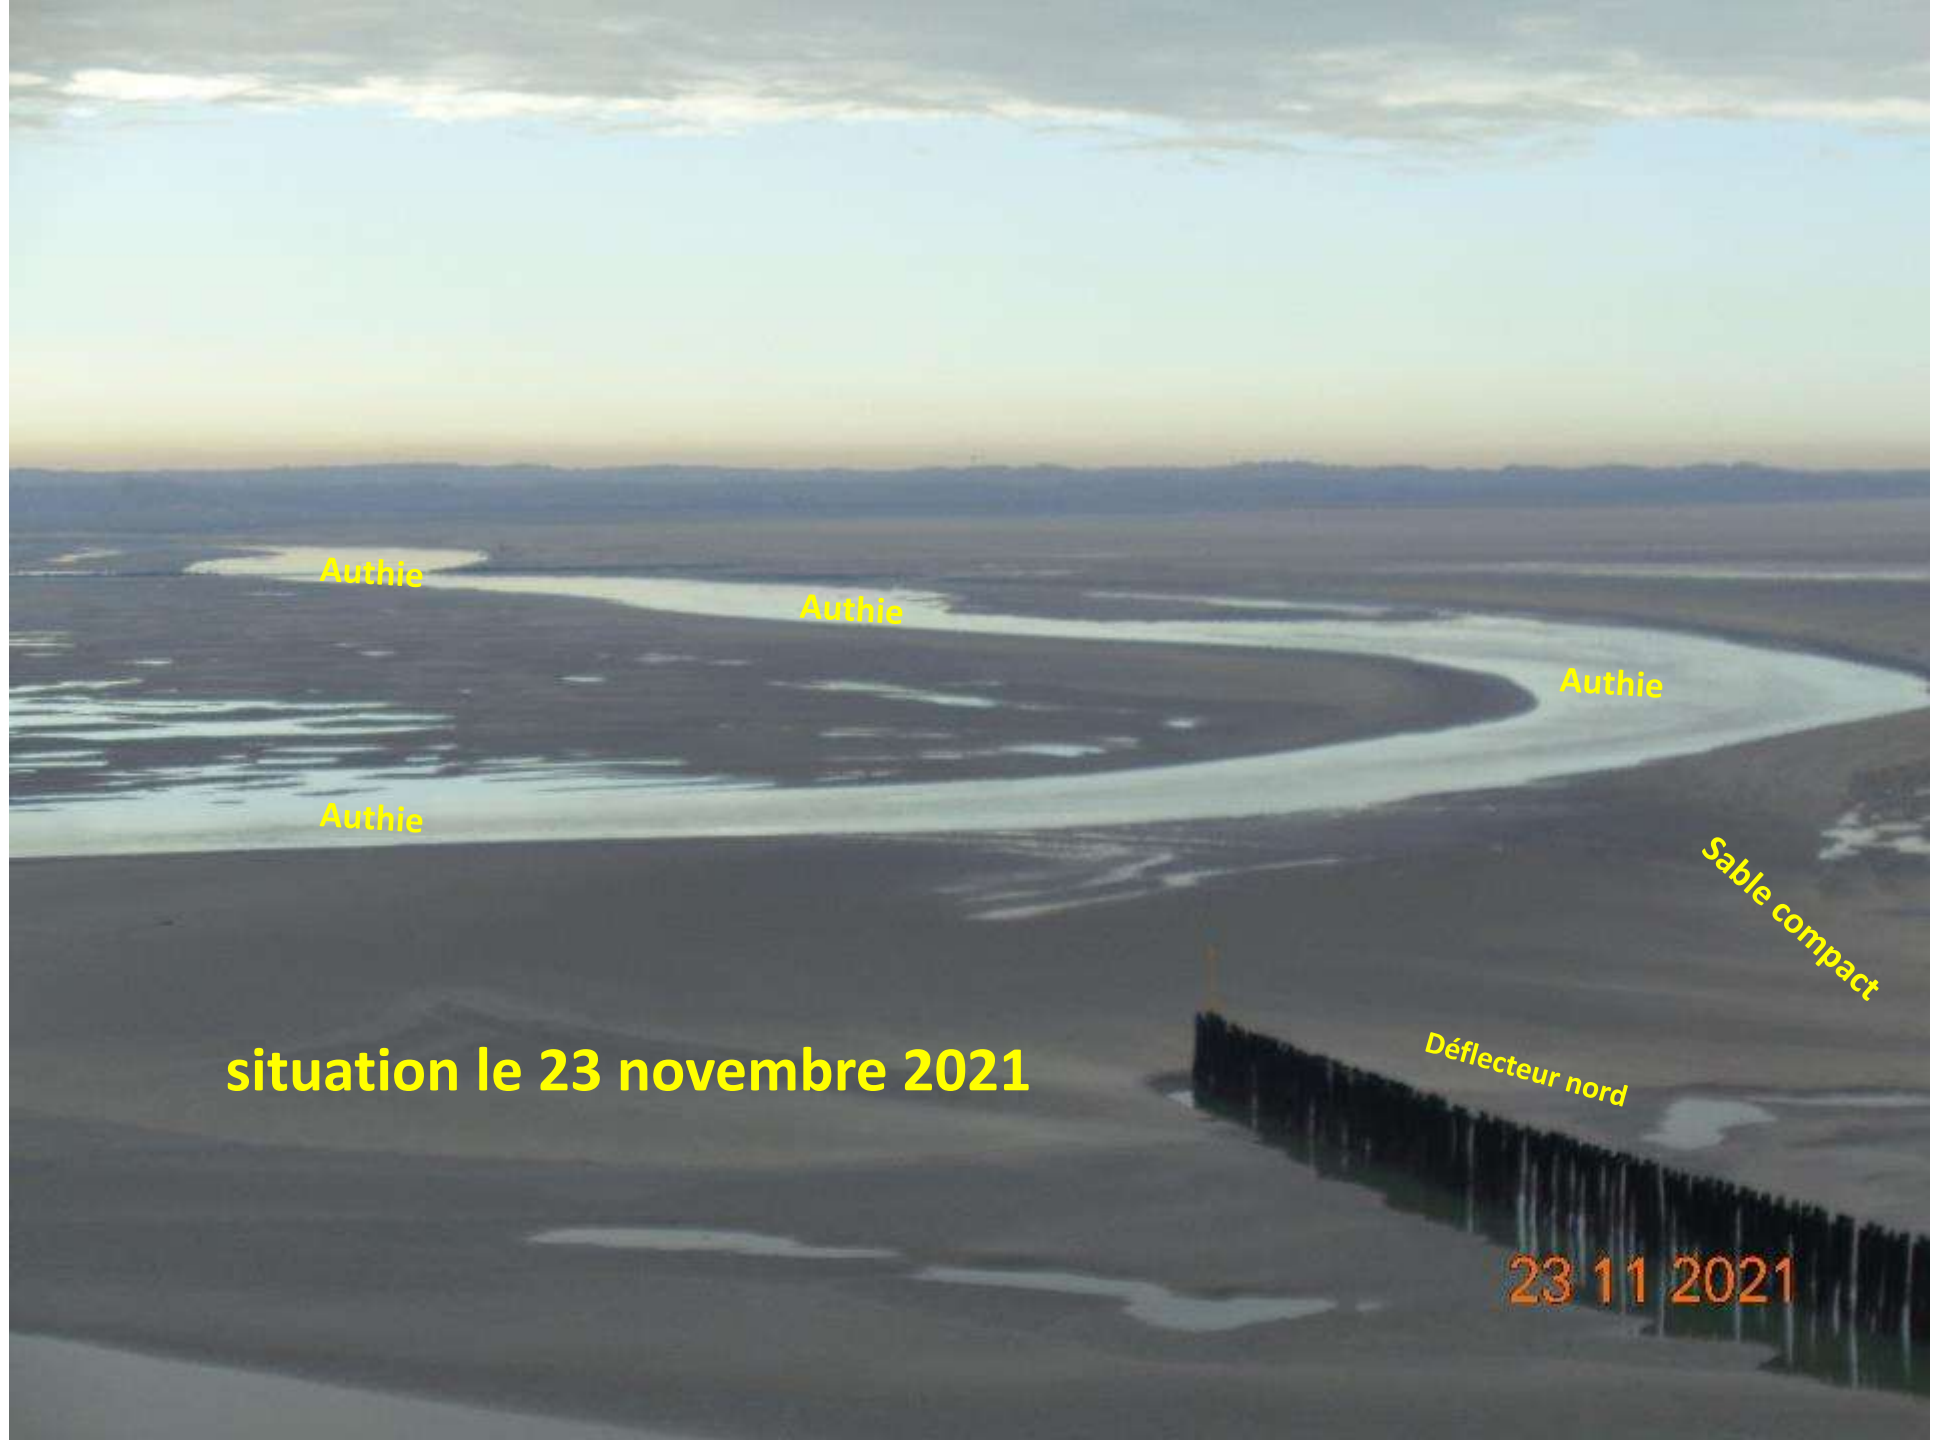 Authie
Authie
Authie
Authie
Sable compact
Déflecteur nord
situation le 23 novembre 2021
23 11 2021